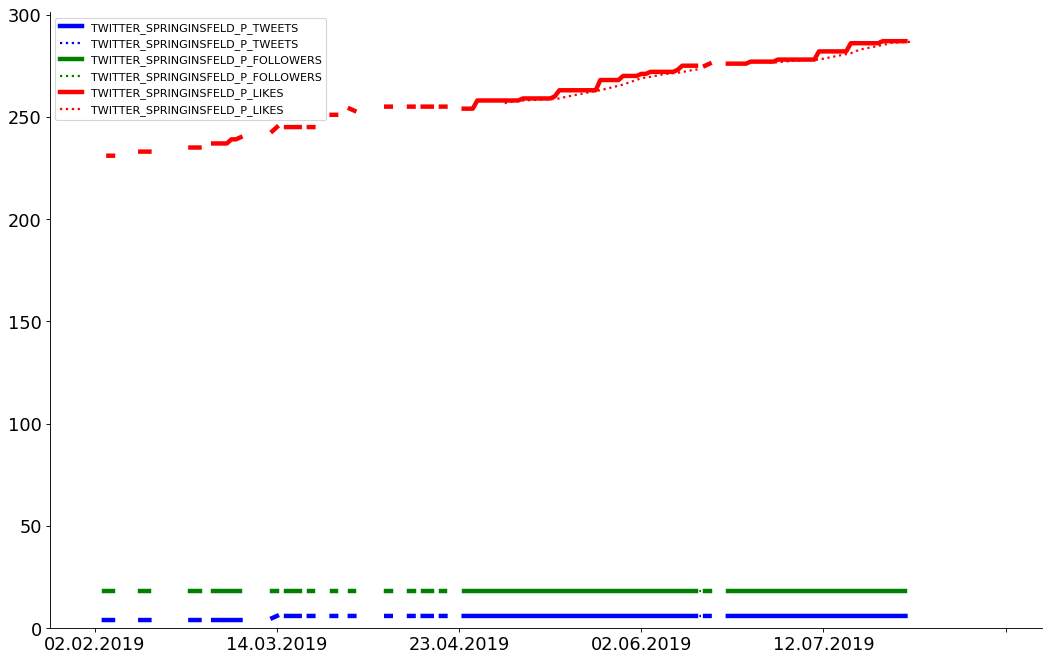 300
TWITTER_SPRINGINSFELD_P_TWEETS
TWITTER_SPRINGINSFELD_P_TWEETS
TWITTER_SPRINGINSFELD_P_FOLLOWERS
TWITTER_SPRINGINSFELD_P_FOLLOWERS
TWITTER_SPRINGINSFELD_P_LIKES
TWITTER_SPRINGINSFELD_P_LIKES
250
200
150
100
50
0
02.02.2019 14.03.2019 23.04.2019 02.06.2019 12.07.2019